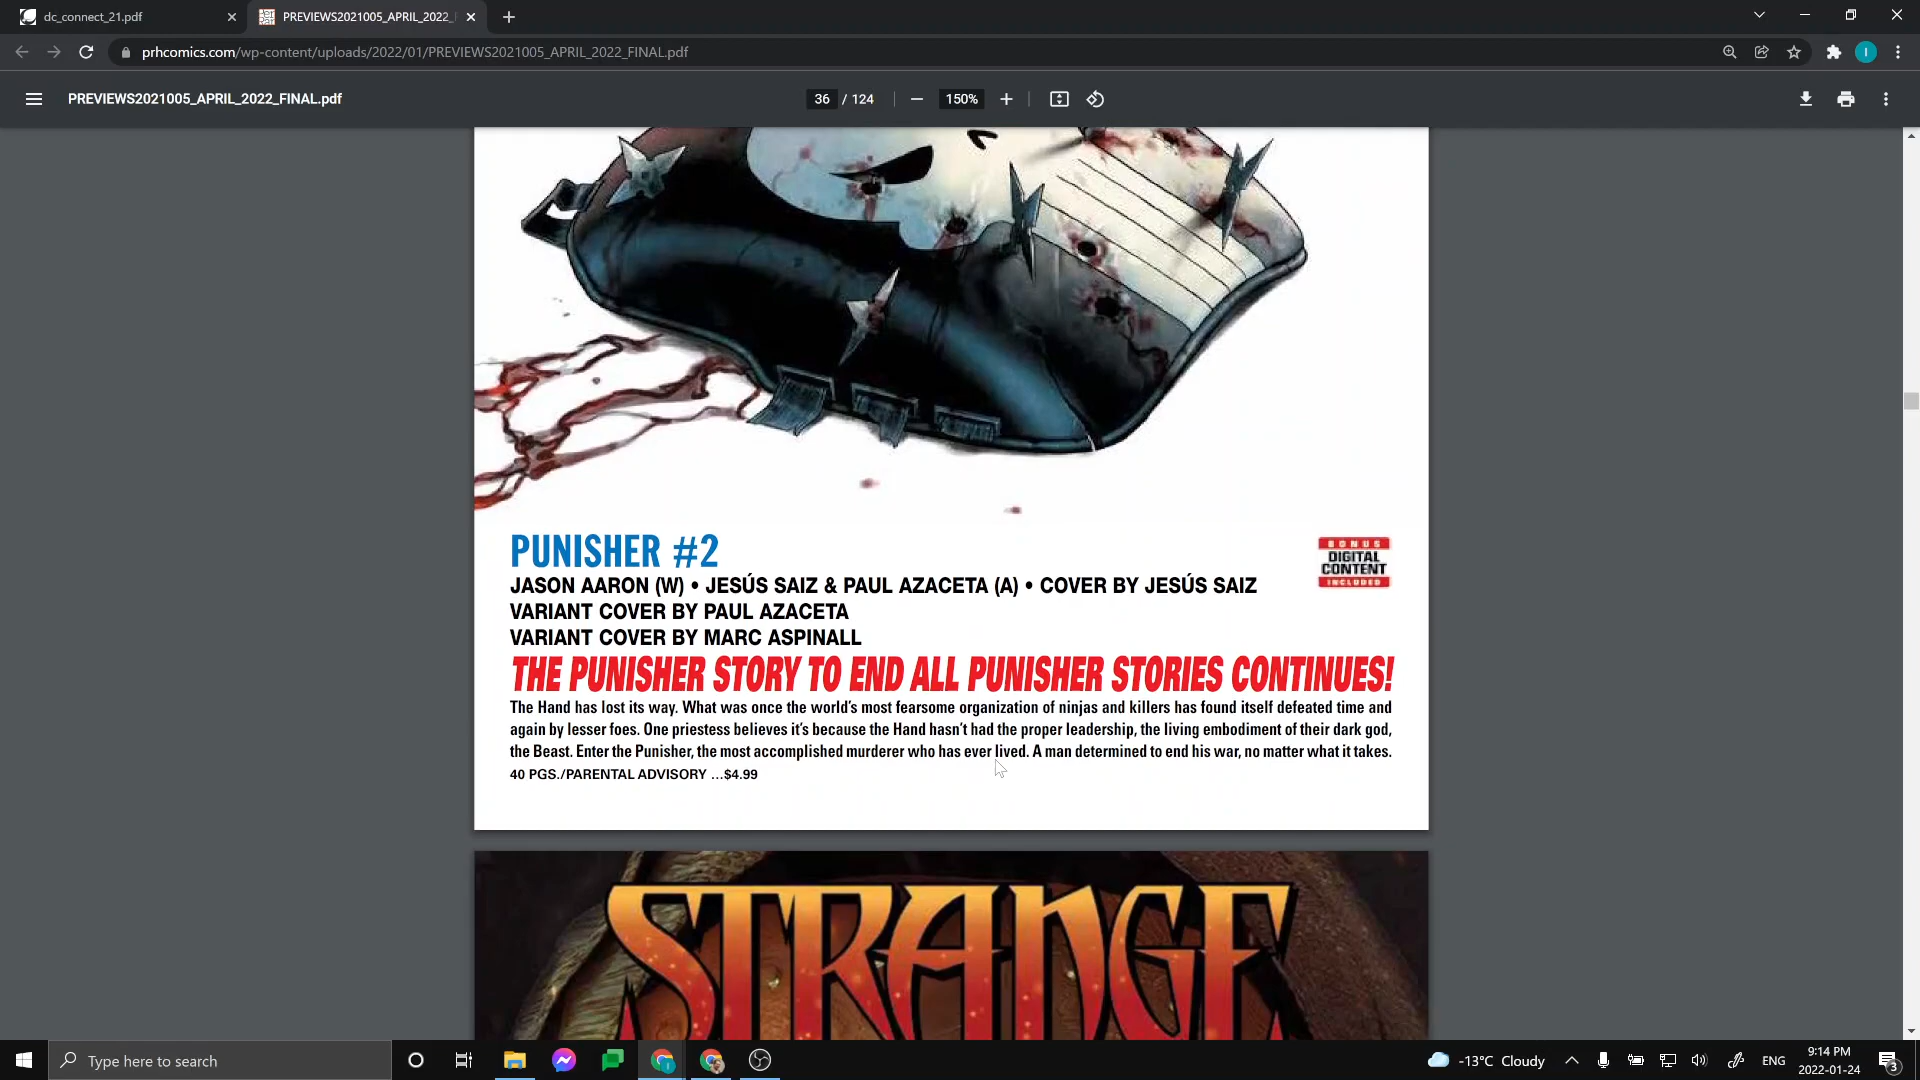 dc_connect_21.pdf
PREVIEWS2021005_APRIL_2022_
prhcomics.com/wp-content/uploads/2022/01/PREVIEWS2021005_APRIL_2022_FINAL.pdf
I
PREVIEWS2021005_APRIL_2022_FINAL.pdf
36 / 124
150%
PUNISHER #2
BONUS
DIGITAL
CONTENT
INCLUDED
JASON AARON (W) • JESÚS SAIZ & PAUL AZACETA (A) • COVER BY JESÚS SAIZ
VARIANT COVER BY PAUL AZACETA
VARIANT COVER BY MARC ASPINALL
THE PUNISHER STORY TO END ALL PUNISHER STORIES CONTINUES!
The Hand has lost its way. What was once the world's most fearsome organization of ninjas and killers has found itself defeated time and
again by lesser foes. One priestess believes it's because the Hand hasn't had the proper leadership, the living embodiment of their dark god,
the Beast. Enter the Punisher, the most accomplished murderer who has ever lived. A man determined to end his war, no matter what it takes.
40 PGS./PARENTAL ADVISORY ...$4.99
STRANGE
Type here to search
-13°C Cloudy
ENG
9:14 PM
2022-01-24
3